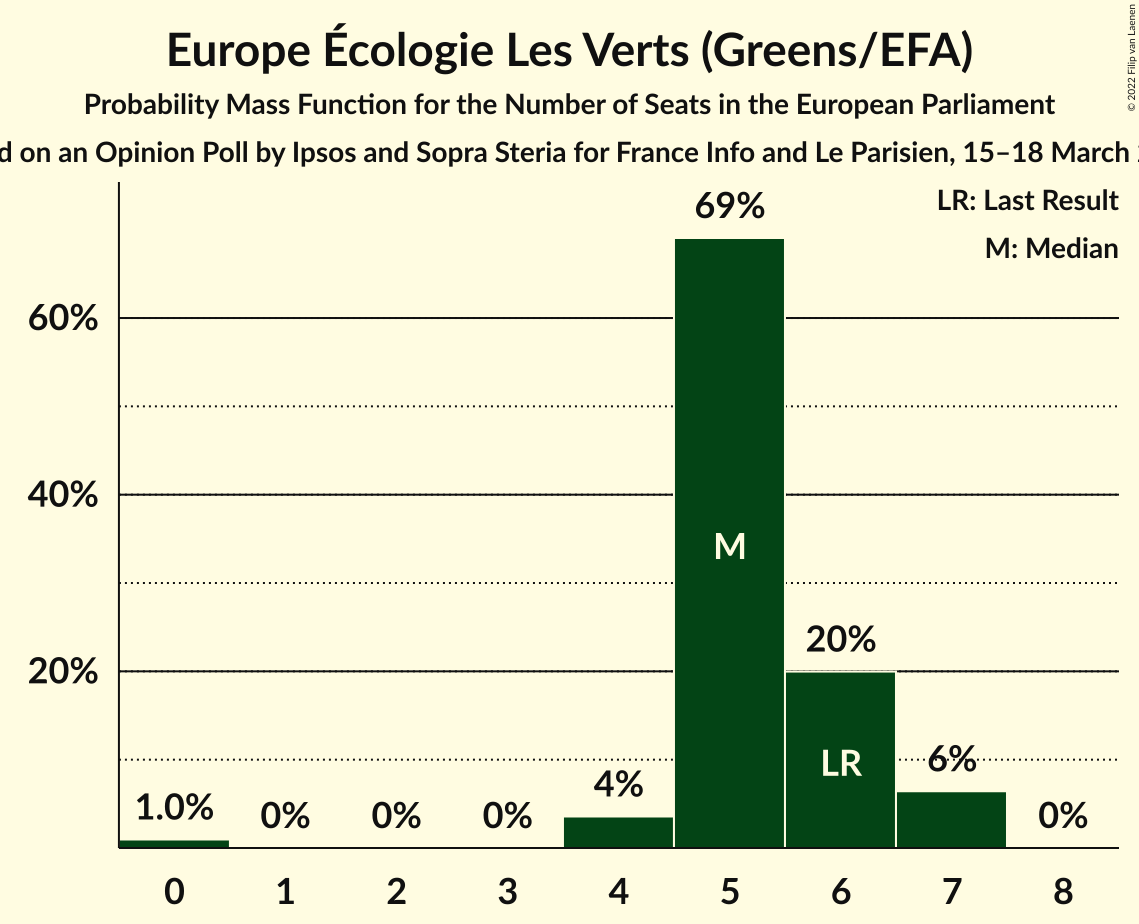 Europe Écologie Les Verts (Greens/EFA)
Probability Mass Function for the Number of Seats in the European Parliament
on an Opinion Poll by Ipsos and Sopra Steria for France Info and Le Parisien, 15–18 March
© 2022 Filip van Laenen
LR: Last Result
M: Median
69%
60%
40%
M
20%
20%
LR
6%
4%
1.0%
0%
0%
0%
0%
0
1
2
3
4
5
6
7
8